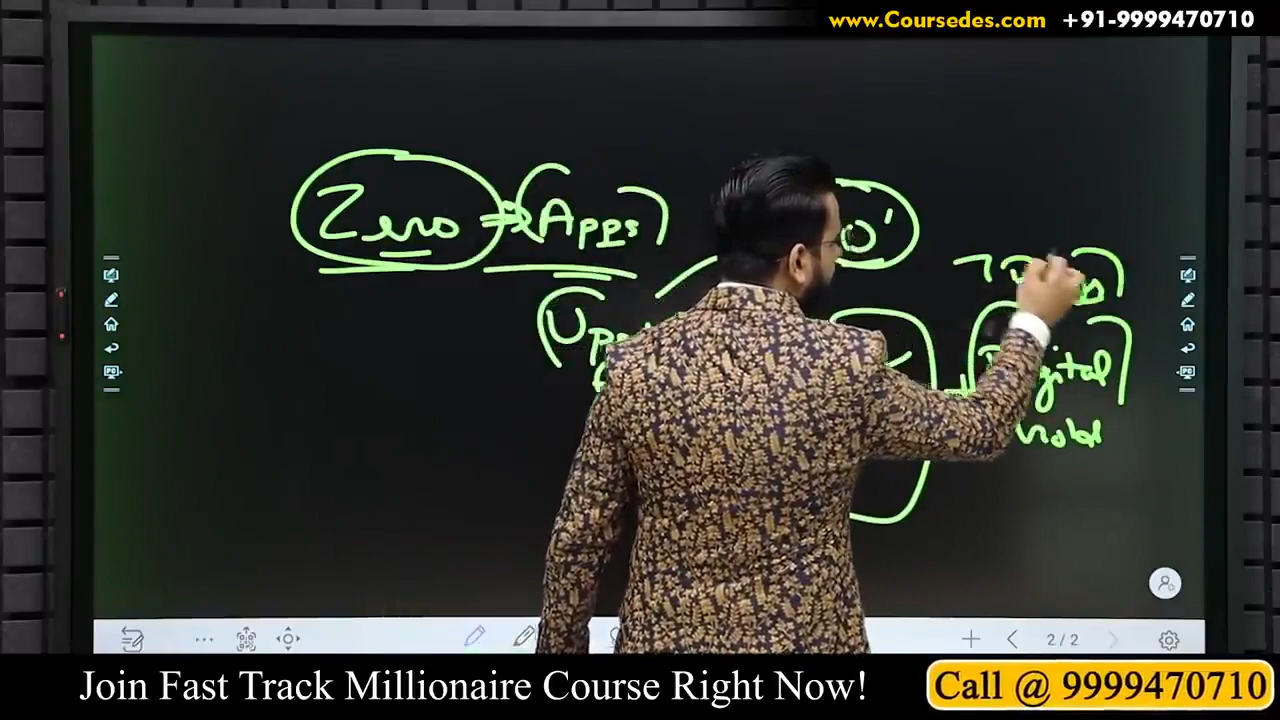 www.Coursedes.com +91-9999470710
Zero Apps
Digital
2/2
Join Fast Track Millionaire Course Right Now!
Call @ 9999470710